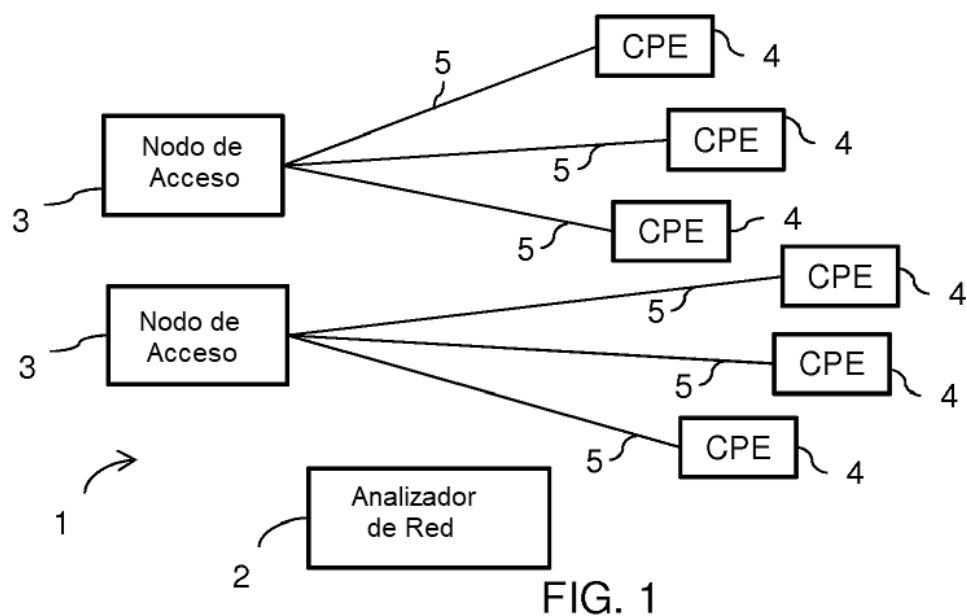 CPE
4
5
CPE
4
5
Nodo de
Acceso
3
CPE
4
5
CPE
4
5
Nodo de
Acceso
3
CPE
4
5
CPE
4
5
Analizador
de Red
1
2
FIG. 1